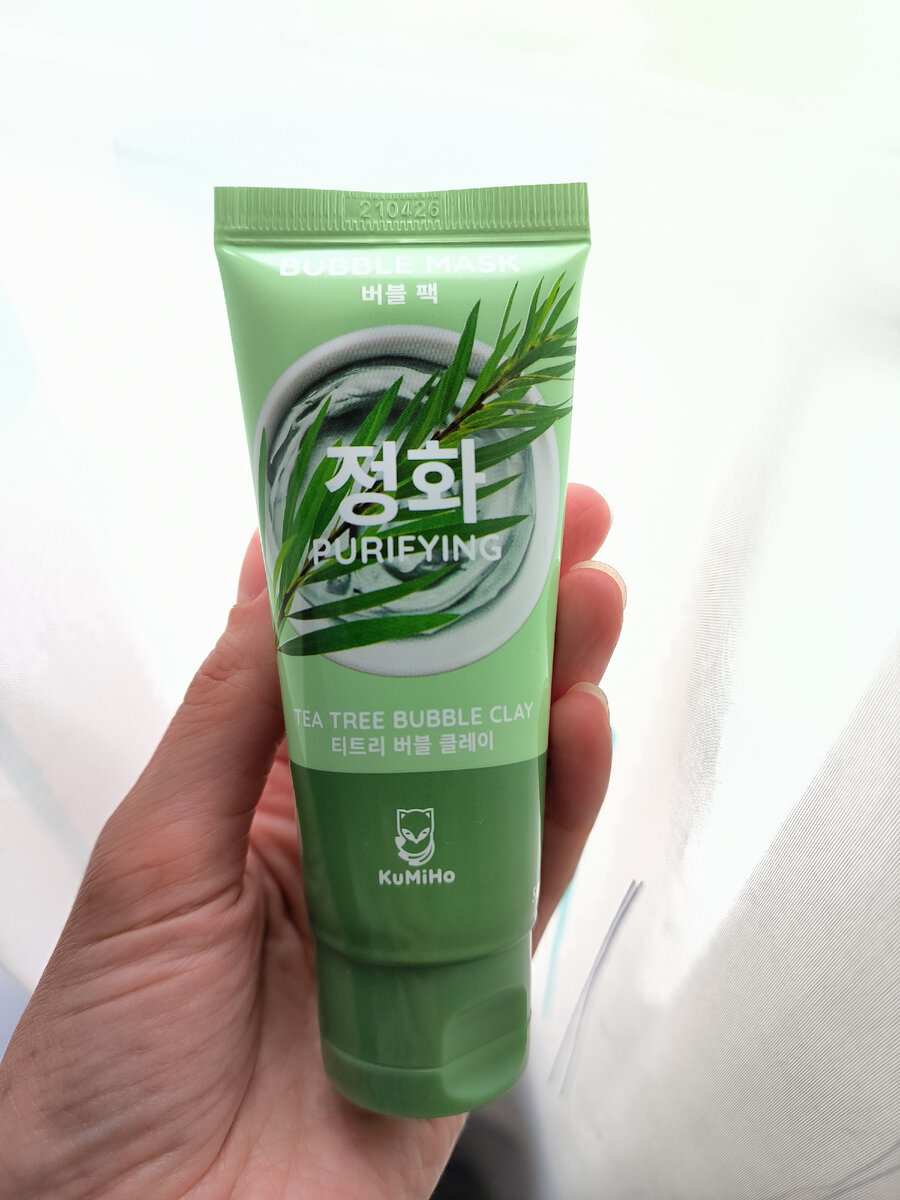 210426
BUBBLE MASK
버블 팩
정화
PURIFYING
TEA TREE BUBBLE CLAY
티트리 버블 클레이
KUMiHO